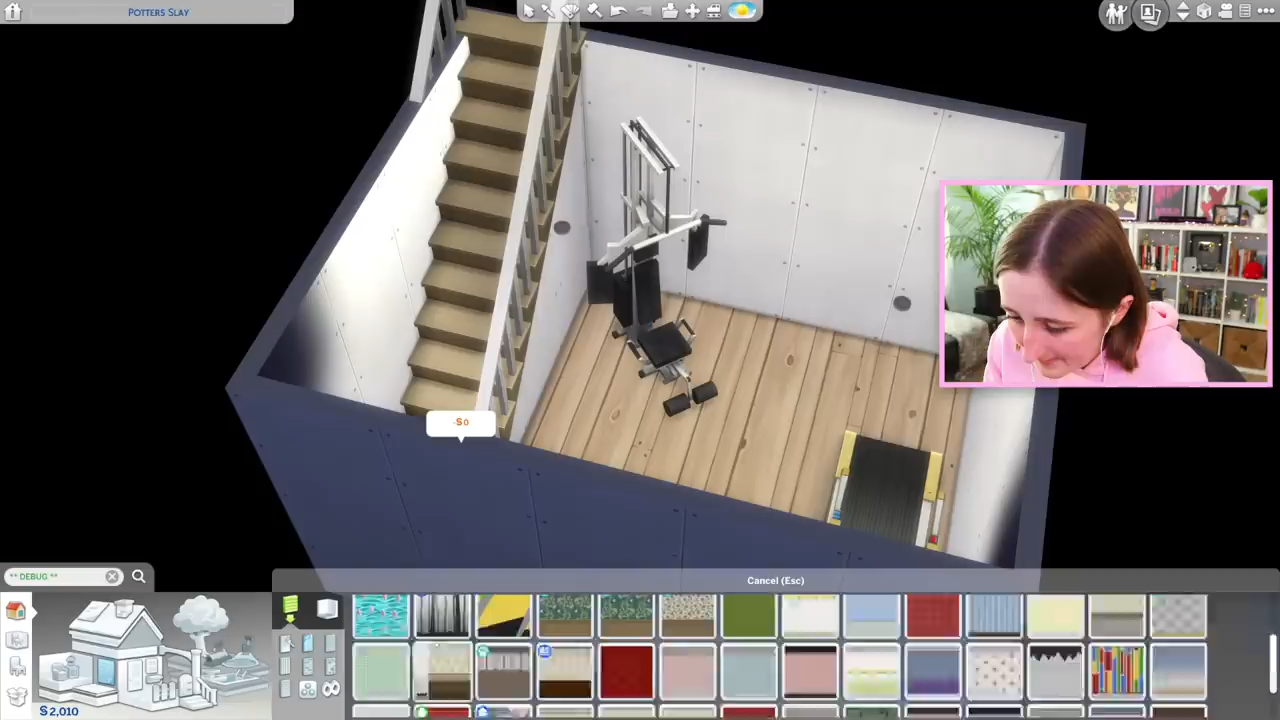 POTTERS SLAY
-§0
** DEBUG **
Cancel (Esc)
§2,010